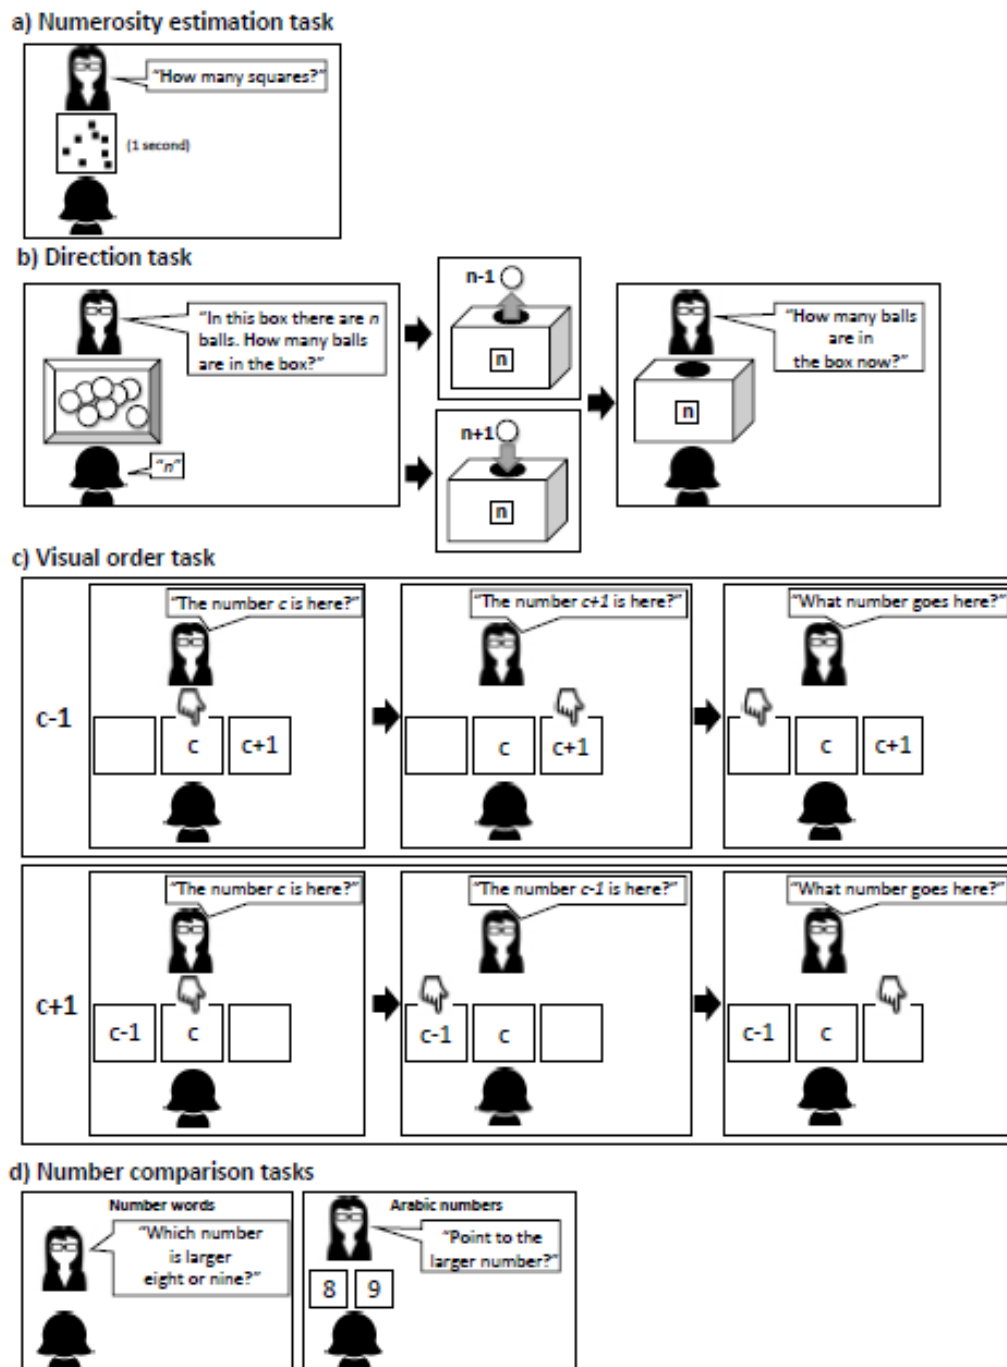 a) Numerosity estimation task
"How many squares?"
(1 second)
b) Direction task
"In this box there are n
balls. How many balls
are in the box?"
"n"
n-1
n
n+1
n
"How many balls
are in
the box now?"
n
c) Visual order task
c-1
"The number c is here?"
c
c+1
"The number c+1 is here?"
c
c+1
"What number goes here?"
c
c+1
c+1
"The number c is here?"
c-1
c
"The number c-1 is here?"
c-1
c
"What number goes here?"
c-1
c
d) Number comparison tasks
Number words
"Which number
is larger
eight or nine?"
Arabic numbers
"Point to the
larger number?"
8
9